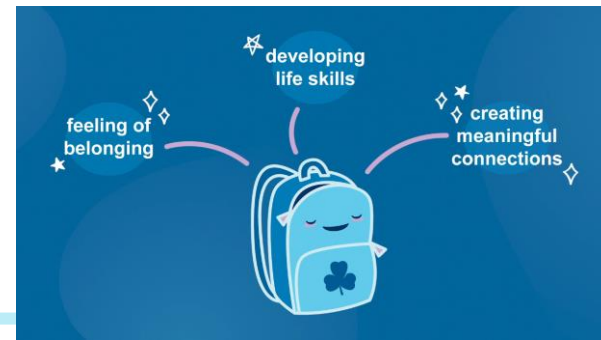 feeling of
belonging
developing
life skills
creating
meaningful
connections